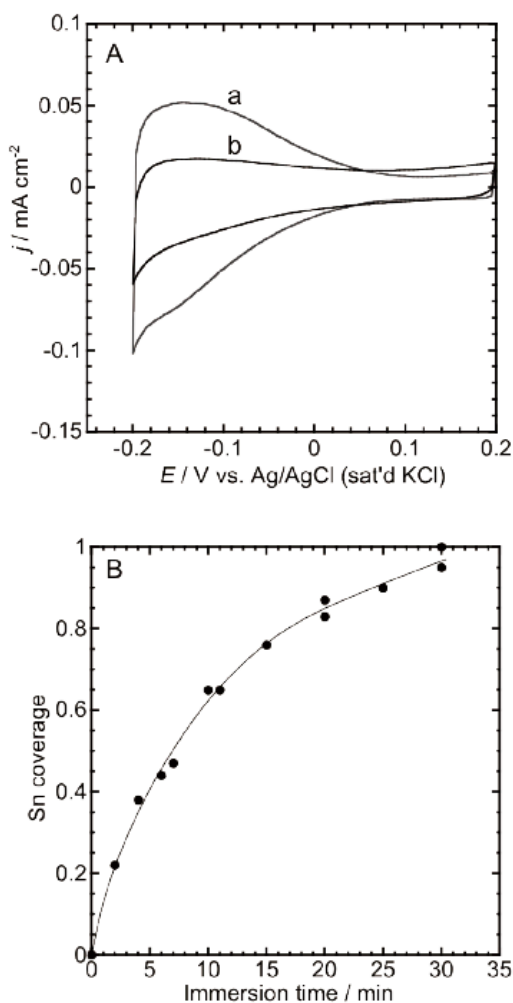 0.1
A
a
0.05
b
0
-0.05
-0.1
-0.15
j / mA cm⁻²
-0.2 -0.1 0 0.1 0.2
E / V vs. Ag/AgCl (sat'd KCl)
1
B
0.8
0.6
0.4
0.2
0
Sn coverage
0 5 10 15 20 25 30 35
Immersion time / min